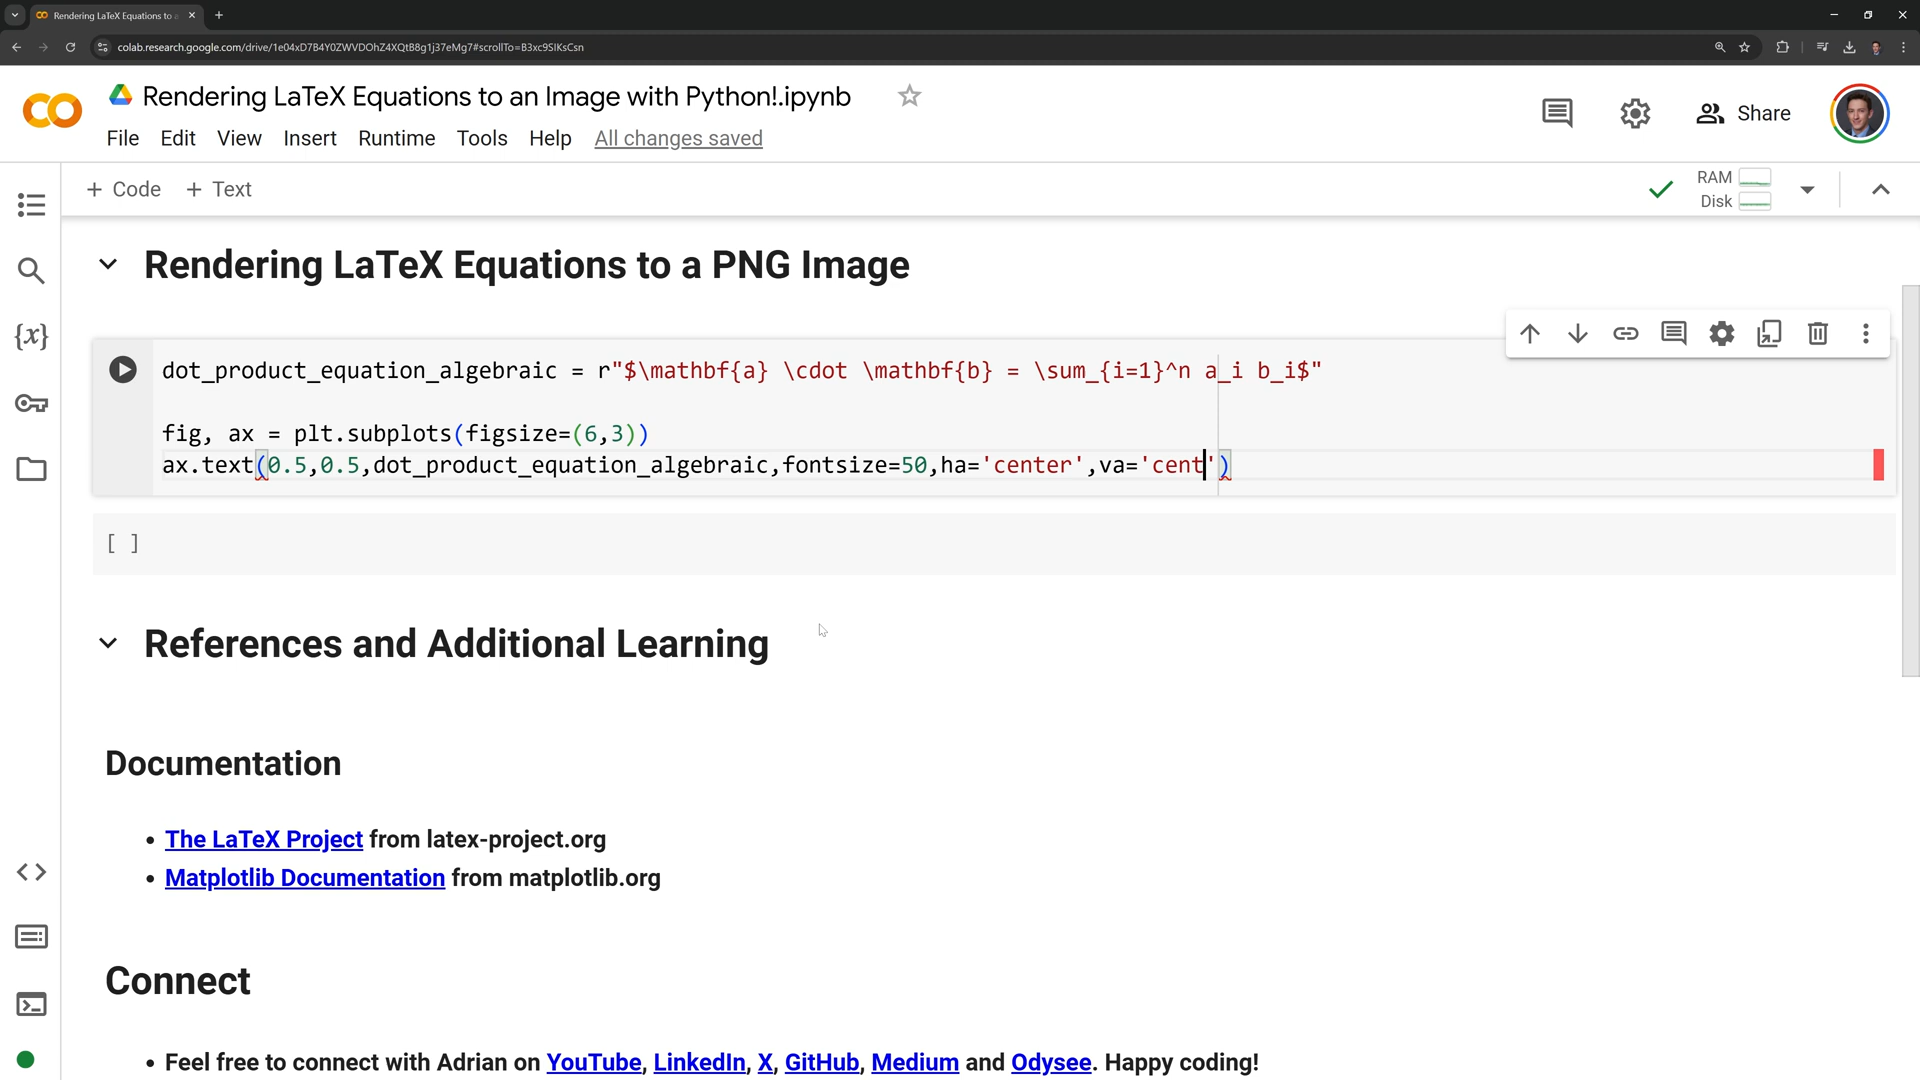 Rendering LaTeX Equations to a
colab.research.google.com/drive/1e04xD7B4Y0ZWVDOhZ4XQtB8g1j37eMg7#scrollTo=B3xc9SIKsCsn
Rendering LaTeX Equations to an Image with Python!.ipynb
Share
File Edit View Insert Runtime Tools Help All changes saved
+ Code + Text
RAM
Disk
Rendering LaTeX Equations to a PNG Image
{x}
dot_product_equation_algebraic = r"$\mathbf{a} \cdot \mathbf{b} = \sum_{i=1}^n a_i b_i$"
fig, ax = plt.subplots(figsize=(6,3))
ax.text(0.5,0.5,dot_product_equation_algebraic,fontsize=50,ha='center',va='cent')
[ ]
References and Additional Learning
Documentation
• The LaTeX Project from latex-project.org
• Matplotlib Documentation from matplotlib.org
Connect
• Feel free to connect with Adrian on YouTube, LinkedIn, X, GitHub, Medium and Odysee. Happy coding!